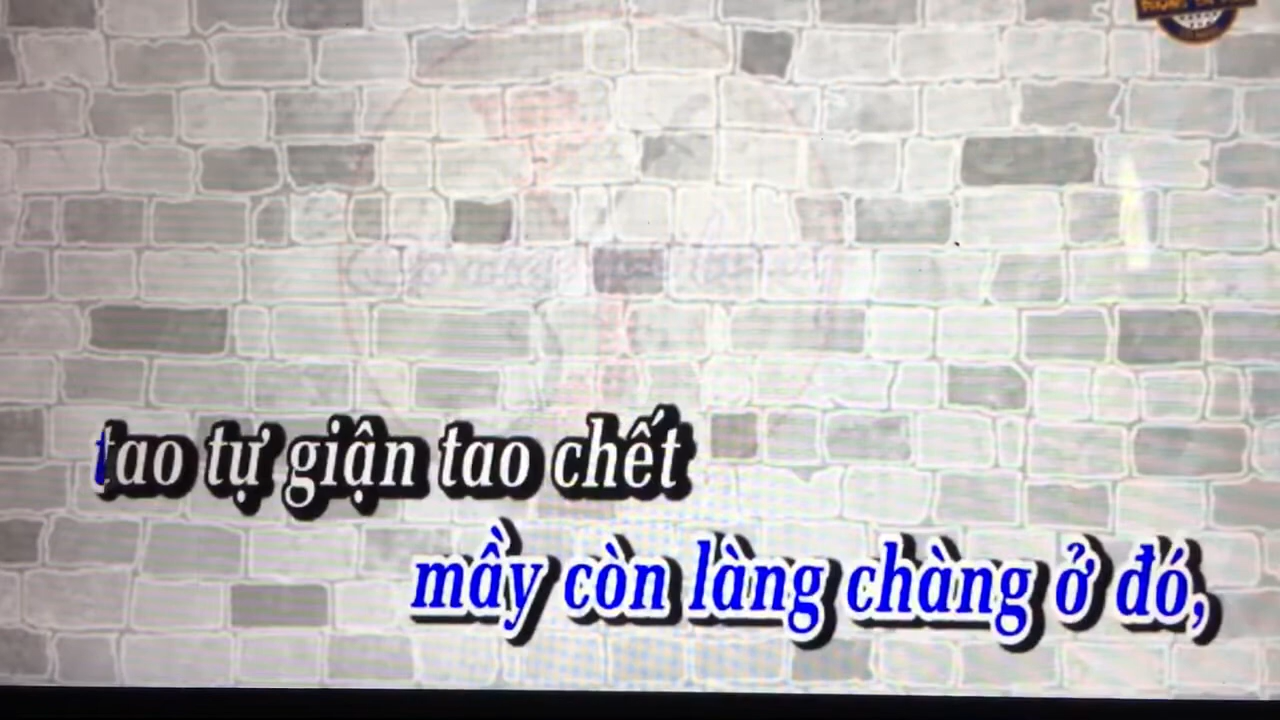 tao tự giận tao chết
mầy còn làng chàng ở đó,